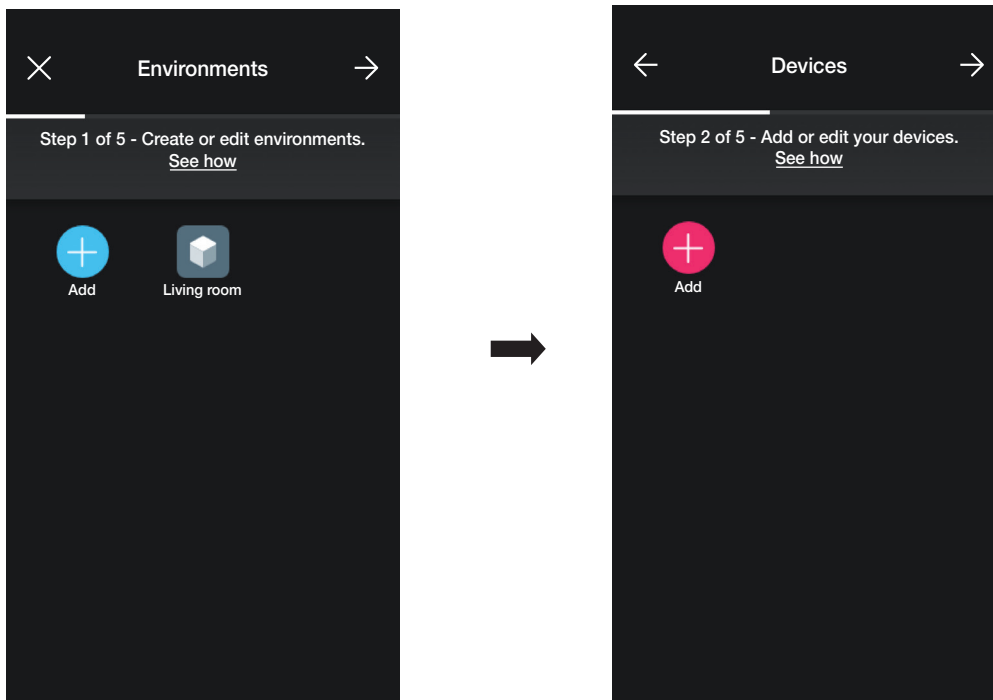 Environments
Step 1 of 5 - Create or edit environments.
See how
Add
Living room
Devices
Step 2 of 5 - Add or edit your devices.
See how
Add